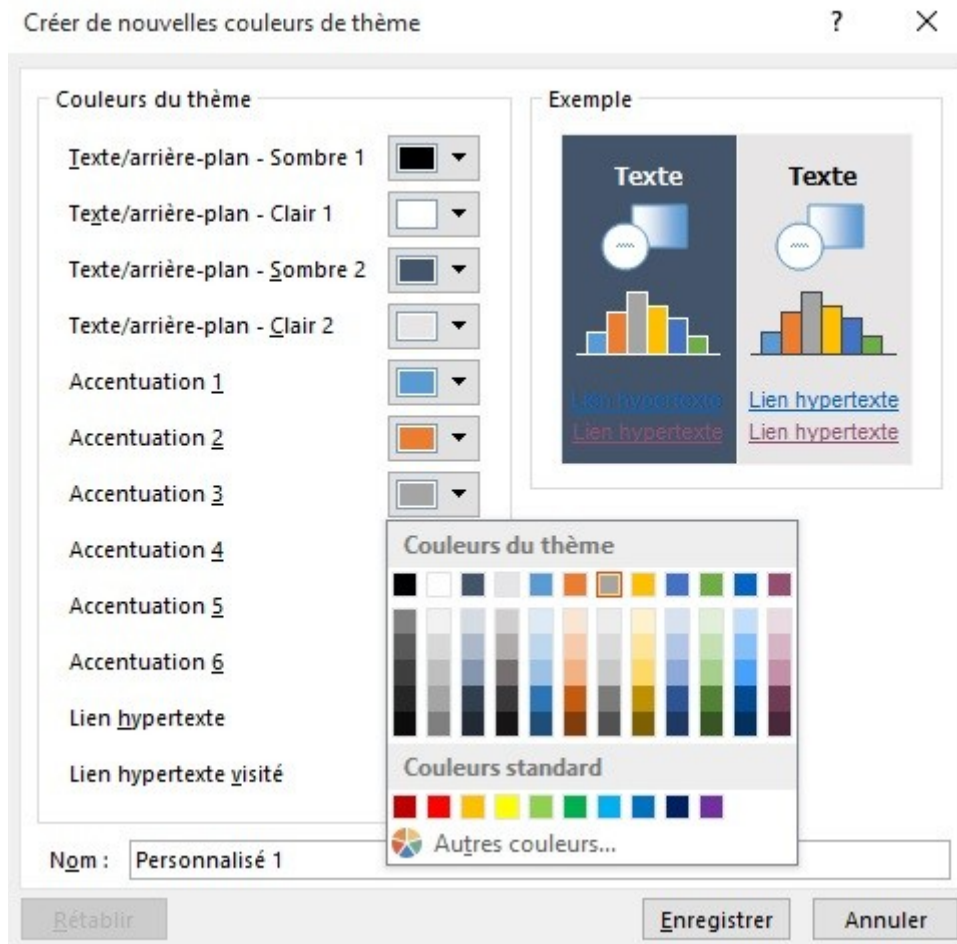 Créer de nouvelles couleurs de thème
?
Couleurs du thème
Texte/arrière-plan - Sombre 1
Texte/arrière-plan - Clair 1
Texte/arrière-plan - Sombre 2
Texte/arrière-plan - Clair 2
Accentuation 1
Accentuation 2
Accentuation 3
Accentuation 4
Accentuation 5
Accentuation 6
Lien hypertexte
Lien hypertexte visité
Exemple
Texte
Lien hypertexte
Lien hypertexte
Texte
Lien hypertexte
Lien hypertexte
Couleurs du thème
Couleurs standard
Autres couleurs...
Nom : Personnalisé 1
Rétablir
Enregistrer
Annuler